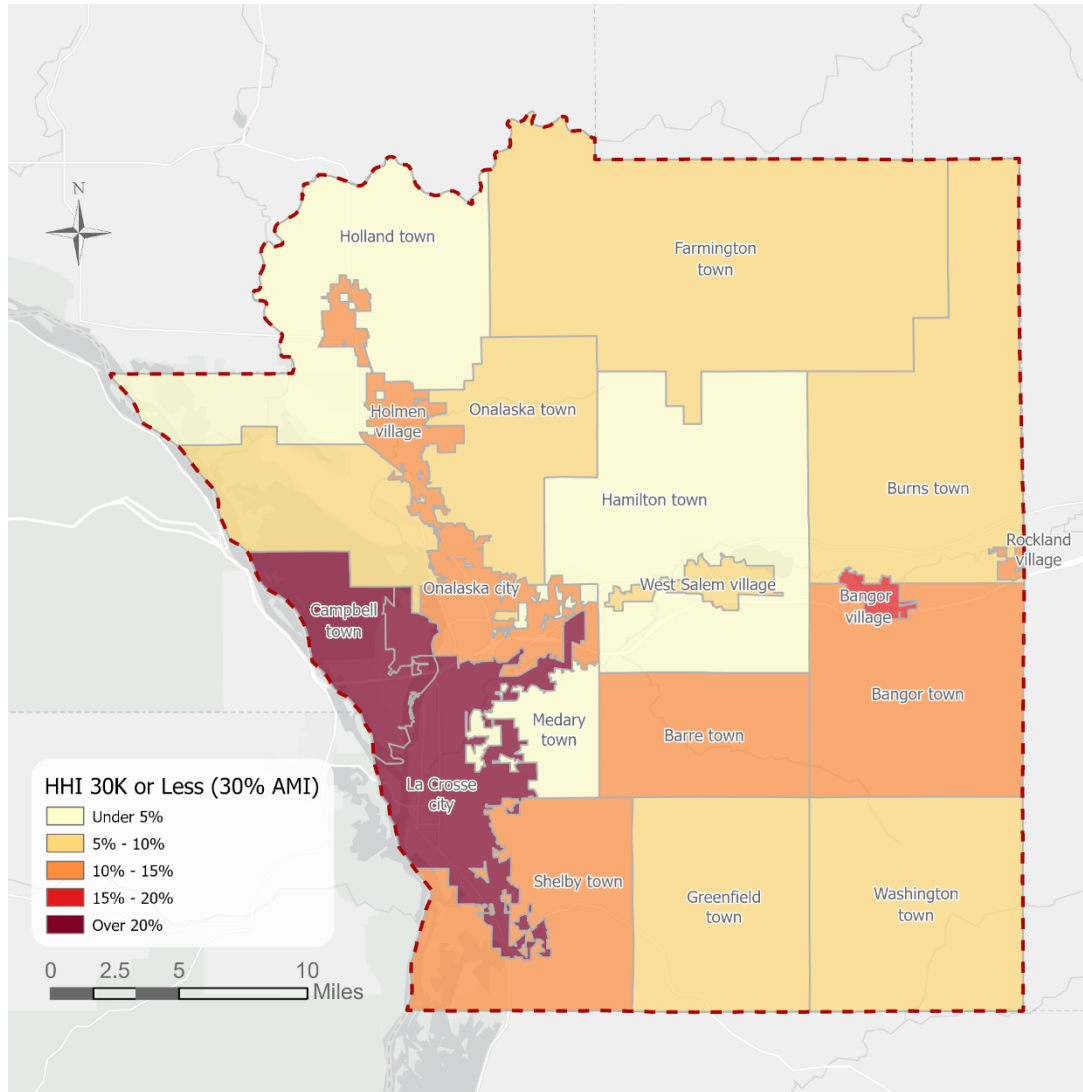 N
Holland town
Farmington
town
Holmen
village
Onalaska town
Hamilton town
Burns town
Rockland
village
Onalaska city
West Salem village
Bangor
village
Campbell
town
Bangor town
Medary
town
Barre town
La Crosse
city
Shelby town
Greenfield
town
Washington
town
HHI 30K or Less (30% AMI)
Under 5%
5% - 10%
10% - 15%
15% - 20%
Over 20%
0 2.5 5 10
Miles